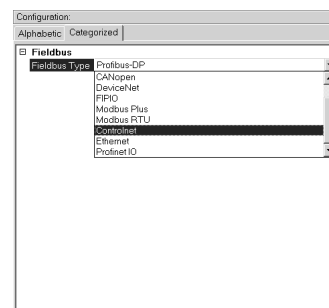 Configuration:
Alphabetic Categorized
Fieldbus
Fieldbus Type Profibus-DP
CANopen
DeviceNet
FIPIO
Modbus Plus
Modbus RTU
Controlnet
Ethernet
Profinet IO